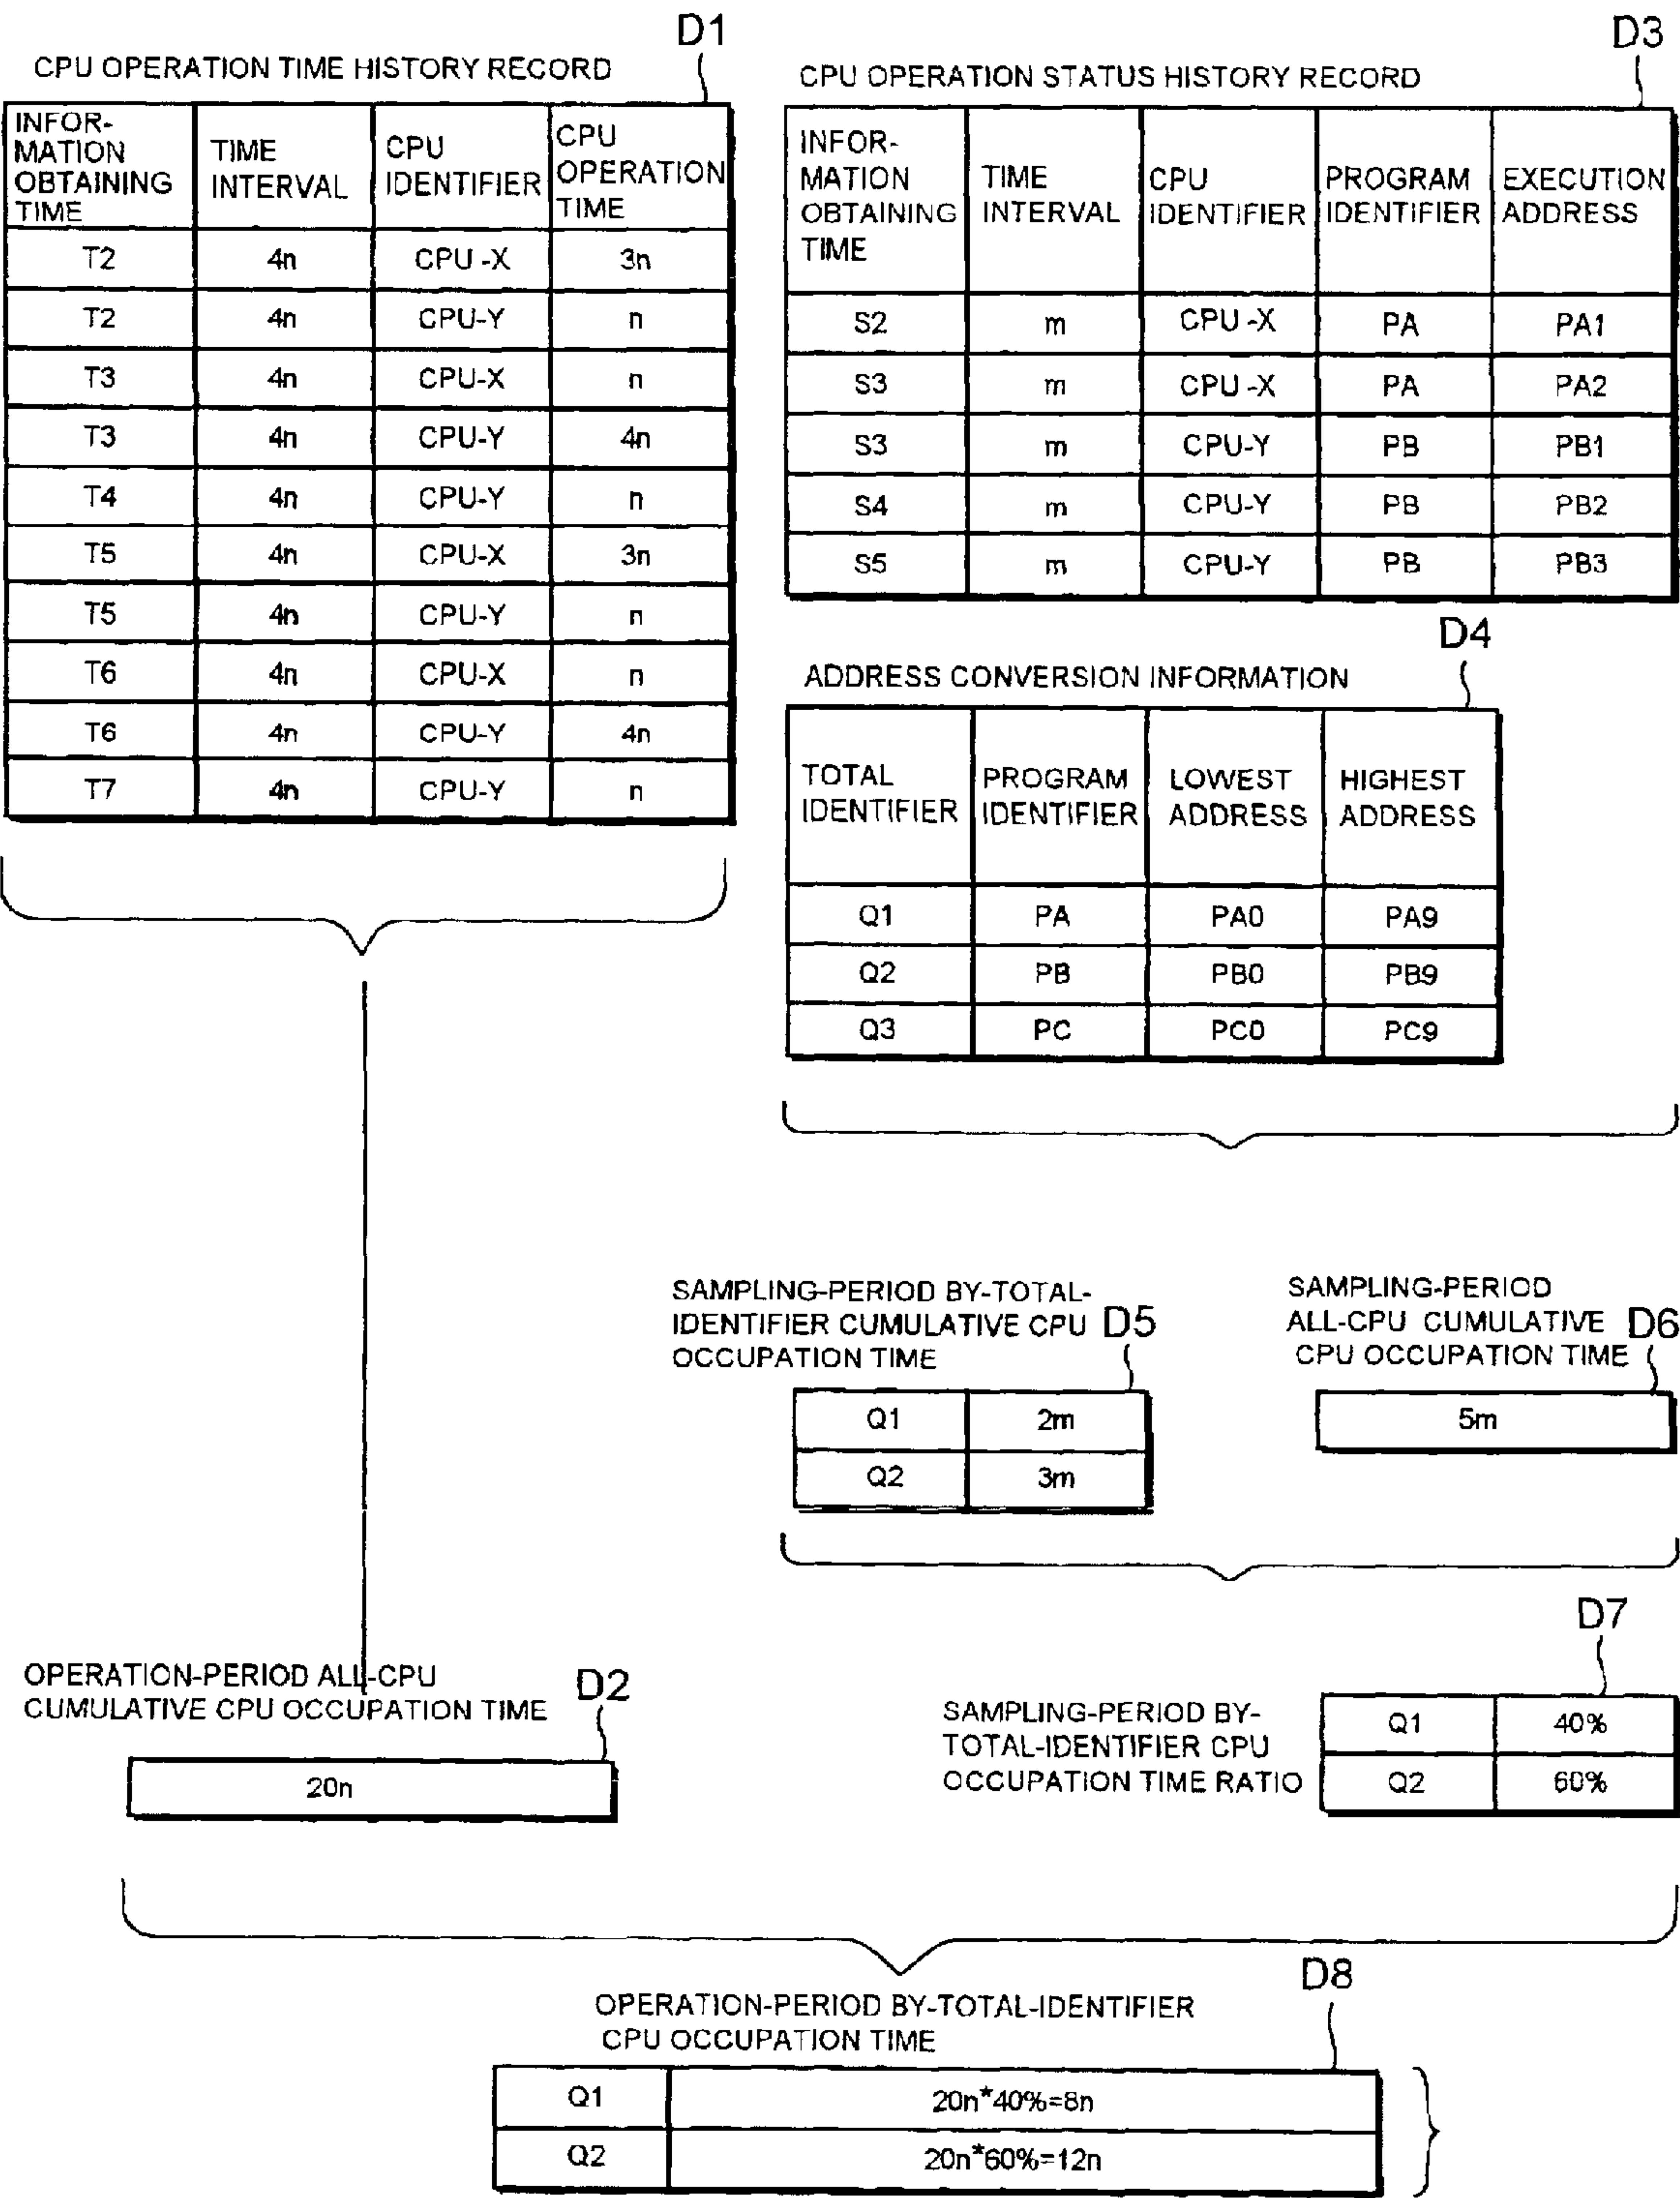 D1
CPU OPERATION TIME HISTORY RECORD
INFOR-
MATION
OBTAINING
TIME
TIME
INTERVAL
CPU
IDENTIFIER
CPU
OPERATION
TIME
T2 4n CPU -X 3n
T2 4n CPU-Y n
T3 4n CPU-X n
T3 4n CPU-Y 4n
T4 4n CPU-Y n
T5 4n CPU-X 3n
T5 4n CPU-Y n
T6 4n CPU-X n
T6 4n CPU-Y 4n
T7 4n CPU-Y n
D3
CPU OPERATION STATUS HISTORY RECORD
INFOR-
MATION
OBTAINING
TIME
TIME
INTERVAL
CPU
IDENTIFIER
PROGRAM
IDENTIFIER
EXECUTION
ADDRESS
S2 m CPU -X PA PA1
S3 m CPU -X PA PA2
S3 m CPU-Y PB PB1
S4 m CPU-Y PB PB2
S5 m CPU-Y PB PB3
D4
ADDRESS CONVERSION INFORMATION
TOTAL
IDENTIFIER
PROGRAM
IDENTIFIER
LOWEST
ADDRESS
HIGHEST
ADDRESS
Q1 PA PA0 PA9
Q2 PB PB0 PB9
Q3 PC PC0 PC9
SAMPLING-PERIOD BY-TOTAL-
IDENTIFIER CUMULATIVE CPU D5
OCCUPATION TIME
Q1 2m
Q2 3m
SAMPLING-PERIOD
ALL-CPU CUMULATIVE D6
CPU OCCUPATION TIME
5m
OPERATION-PERIOD ALL-CPU
CUMULATIVE CPU OCCUPATION TIME D2
20n
D7
SAMPLING-PERIOD BY-
TOTAL-IDENTIFIER CPU
OCCUPATION TIME RATIO
Q1 40%
Q2 60%
D8
OPERATION-PERIOD BY-TOTAL-IDENTIFIER
CPU OCCUPATION TIME
Q1 20n*40%=8n
Q2 20n*60%=12n